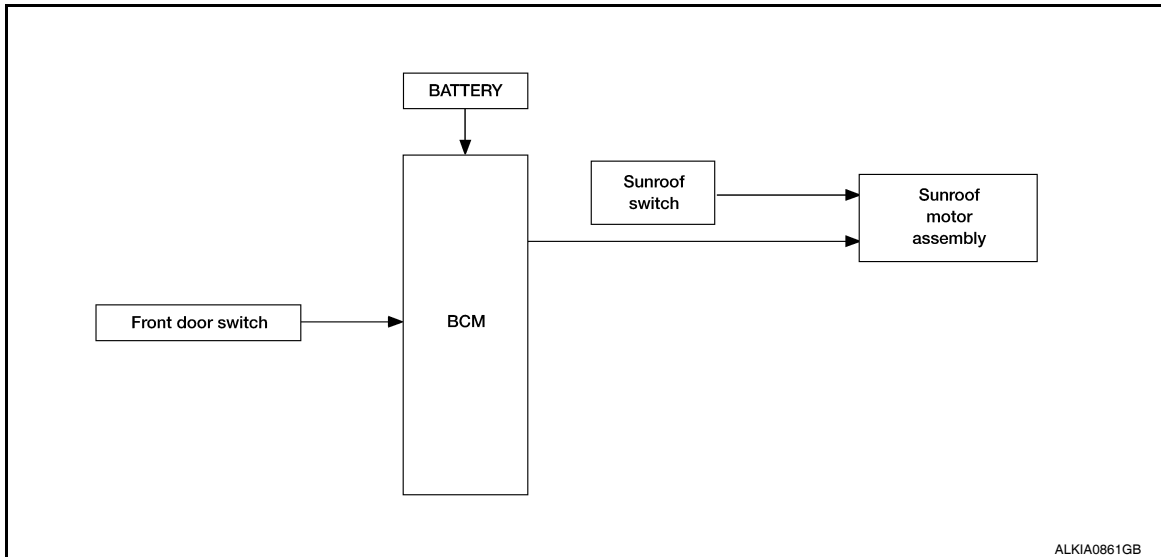 BATTERY
Sunroof
switch
Sunroof
motor
assembly
Front door switch
BCM
ALKIA0861GB